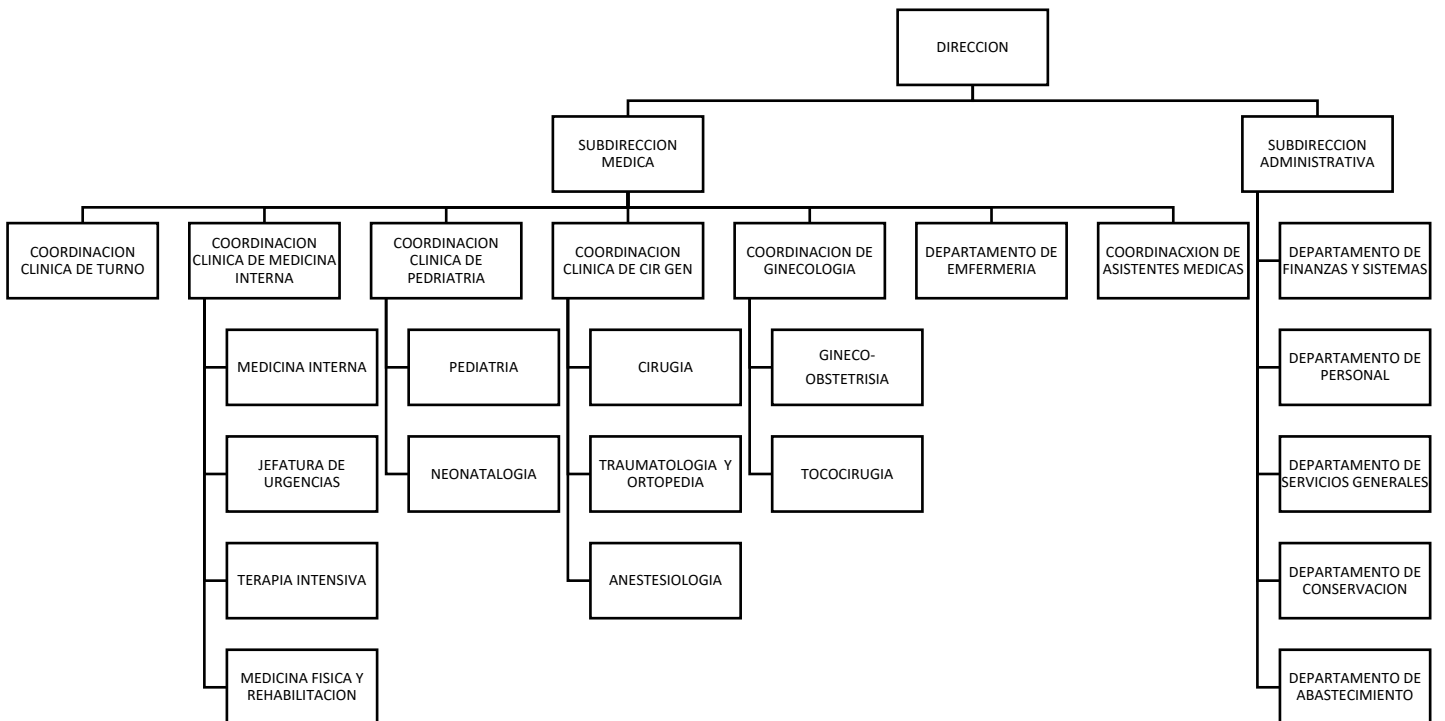 DIRECCION
SUBDIRECCION
MEDICA
SUBDIRECCION
ADMINISTRATIVA
COORDINACION
CLINICA DE TURNO
COORDINACION
CLINICA DE MEDICINA
INTERNA
COORDINACION
CLINICA DE
PEDRIATRIA
COORDINACION
CLINICA DE CIR GEN
COORDINACION DE
GINECOLOGIA
DEPARTAMENTO DE
EMFERMERIA
COORDINACXION DE
ASISTENTES MEDICAS
DEPARTAMENTO DE
FINANZAS Y SISTEMAS
MEDICINA INTERNA
PEDIATRIA
CIRUGIA
GINECO-
OBSTETRISIA
DEPARTAMENTO DE
PERSONAL
JEFATURA DE
URGENCIAS
NEONATALOGIA
TRAUMATOLOGIA Y
ORTOPEDIA
TOCOCIRUGIA
DEPARTAMENTO DE
SERVICIOS GENERALES
TERAPIA INTENSIVA
ANESTESIOLOGIA
DEPARTAMENTO DE
CONSERVACION
MEDICINA FISICA Y
REHABILITACION
DEPARTAMENTO DE
ABASTECIMIENTO